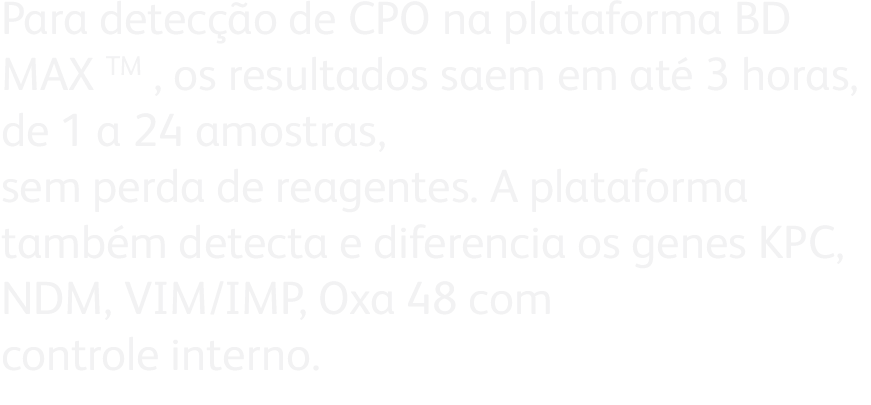 Para detecção de CPO na plataforma BD
MAX ™ , os resultados saem em até 3 horas,
de 1 a 24 amostras,
sem perda de reagentes. A plataforma
também detecta e diferencia os genes KPC,
NDM, VIM/IMP, Oxa 48 com
controle interno.